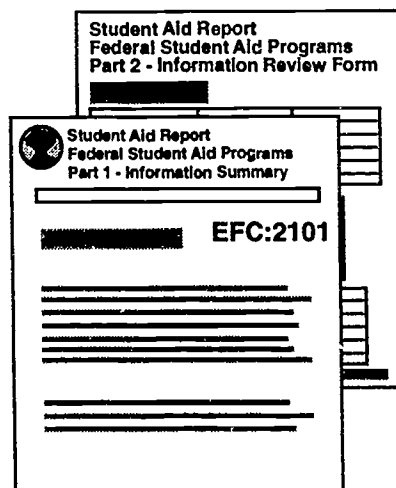 Student Aid Report
Federal Student Aid Programs
Part 2 - Information Review Form
Student Aid Report
Federal Student Aid Programs
Part 1 - Information Summary
EFC:2101